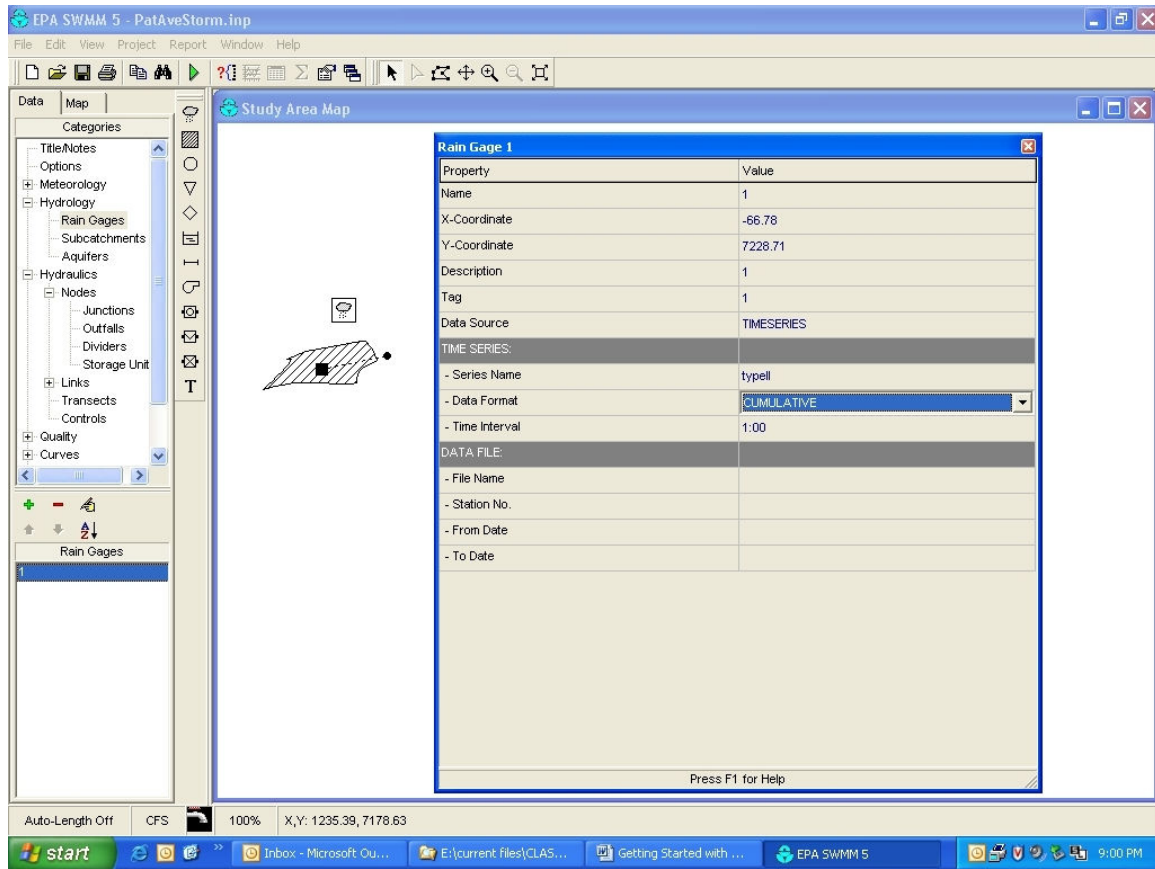 EPA SWMM 5 - PatAveStorm.inp
File Edit View Project Report Window Help
Data Map
Categories
Title/Notes
Options
Meteorology
Hydrology
Rain Gages
Subcatchments
Aquifers
Hydraulics
Nodes
Junctions
Outfalls
Dividers
Storage Unit
Links
Transects
Controls
Quality
Curves
Rain Gages
1
T
Study Area Map
Rain Gage 1
Property Value
Name 1
X-Coordinate -66.78
Y-Coordinate 7228.71
Description 1
Tag 1
Data Source TIMESERIES
TIME SERIES:
- Series Name typeII
- Data Format CUMULATIVE
- Time Interval 1:00
DATA FILE:
- File Name
- Station No.
- From Date
- To Date
Press F1 for Help
Auto-Length Off CFS 100% X,Y: 1235.39, 7178.63
start Inbox - Microsoft Ou... E:\current files\CLAS... Getting Started with ... EPA SWMM 5 9:00 PM